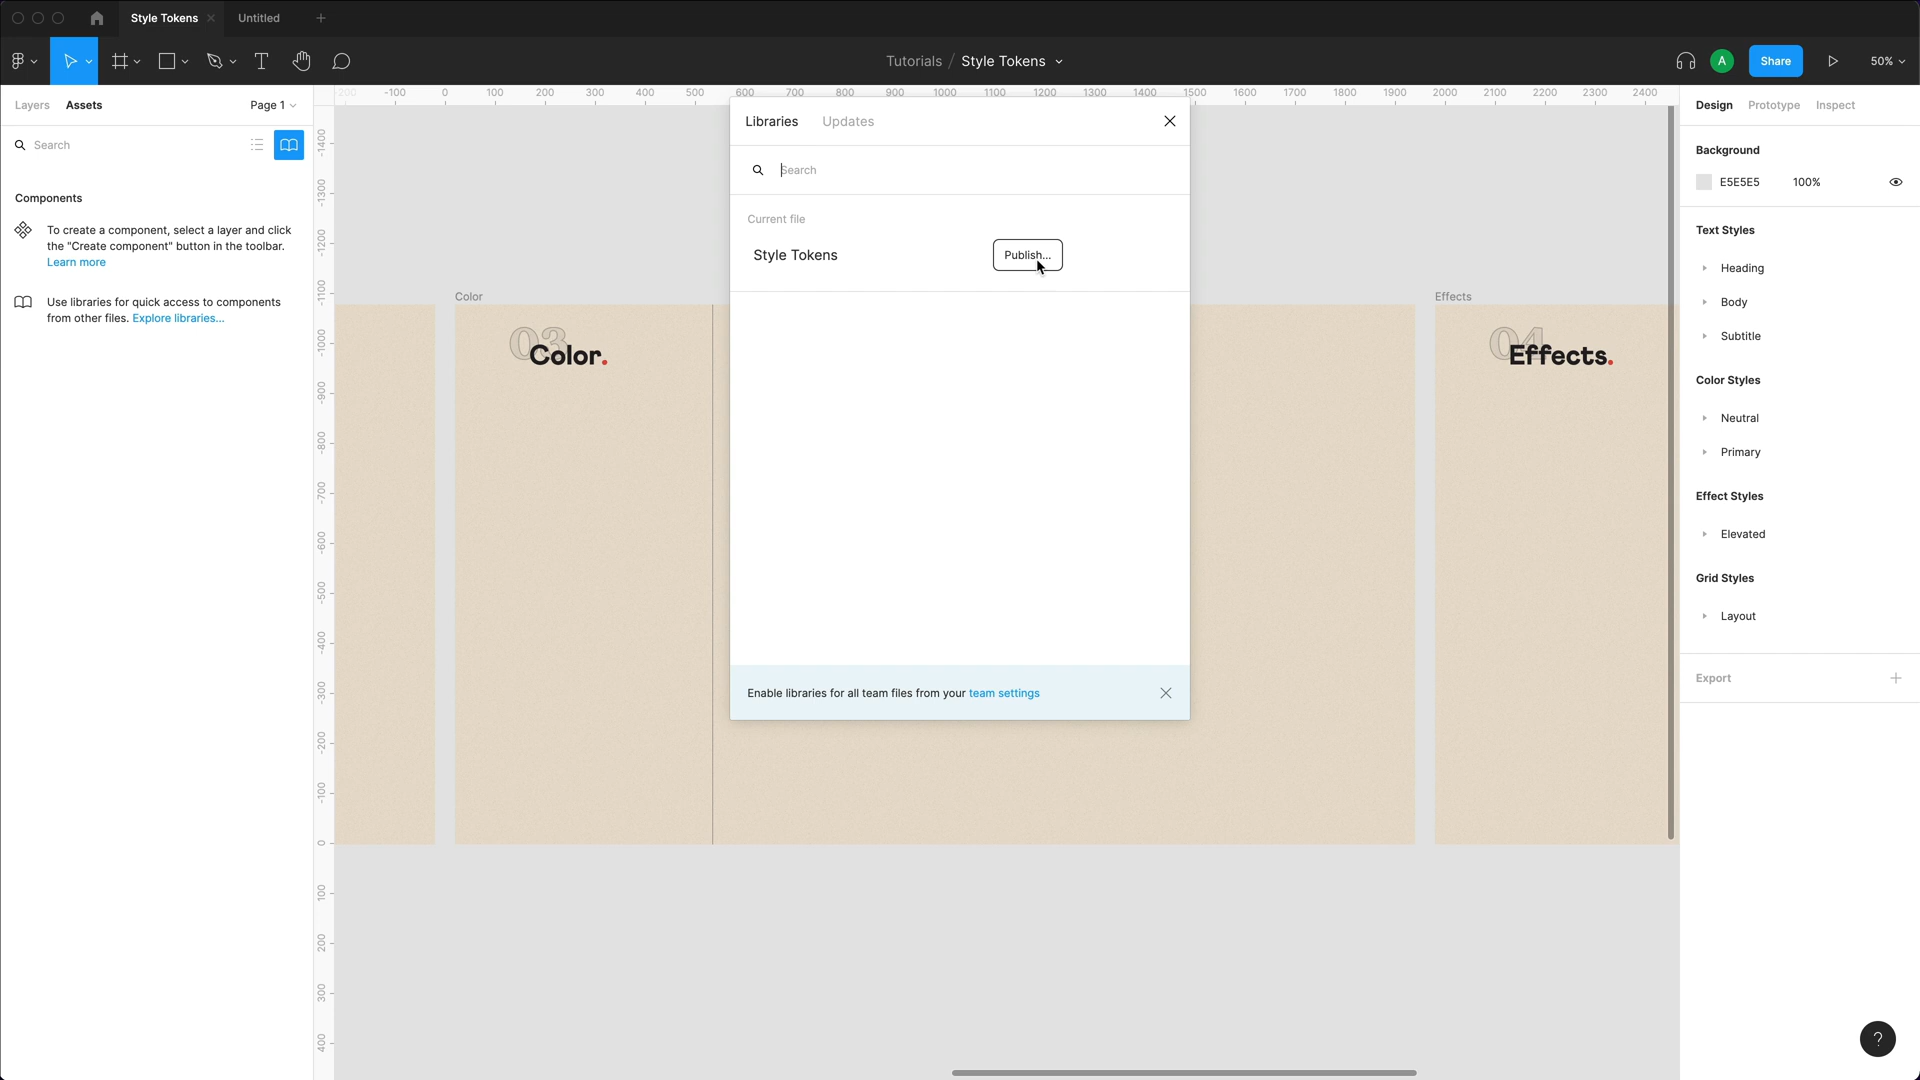 Style Tokens
Untitled
Tutorials / Style Tokens
A
Share
50%
Layers
Assets
Page 1
Search
Components
To create a component, select a layer and click
the "Create component" button in the toolbar.
Learn more
Use libraries for quick access to components
from other files. Explore libraries...
200 -100 0 100 200 300 400 500 600 700 800 900 1000 1100 1200 1300 1400 1500 1600 1700 1800 1900 2000 2100 2200 2300 2400
-1400
-1300
-1200
-1100
-1000
-900
-800
-700
-600
-500
-400
-300
-200
-100
0
100
200
300
400
Color
03
Color.
Libraries
Updates
Search
Current file
Style Tokens
Publish...
Enable libraries for all team files from your team settings
Effects
04
Effects.
Design
Prototype
Inspect
Background
E5E5E5
100%
Text Styles
Heading
Body
Subtitle
Color Styles
Neutral
Primary
Effect Styles
Elevated
Grid Styles
Layout
Export
?